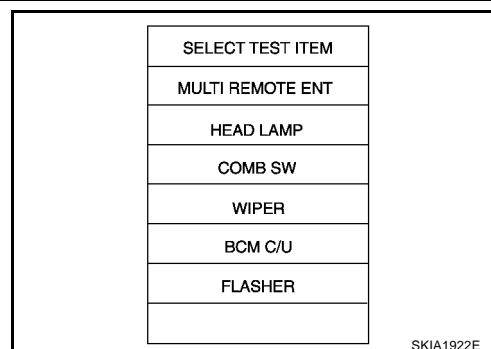 SELECT TEST ITEM
MULTI REMOTE ENT
HEAD LAMP
COMB SW
WIPER
BCM C/U
FLASHER
SKIA1922E